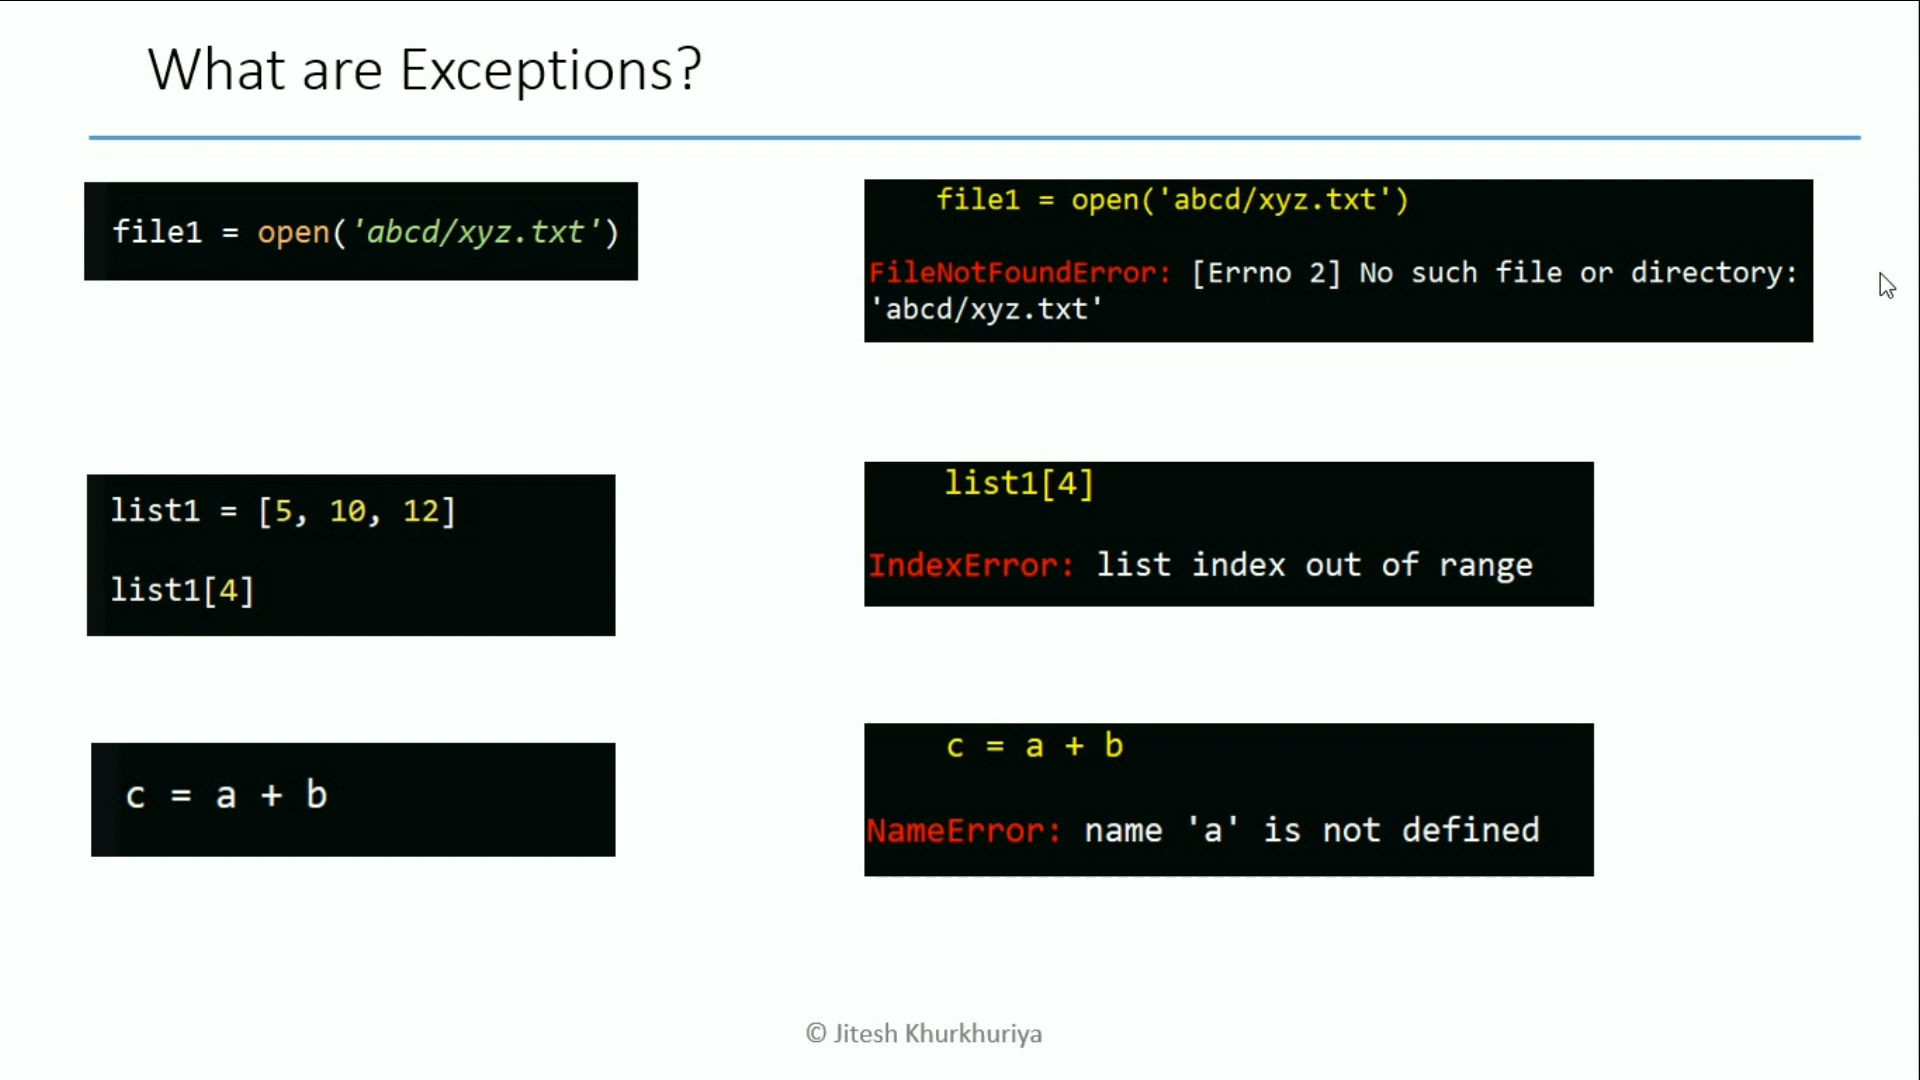 What are Exceptions?
file1 = open('abcd/xyz.txt')
file1 = open('abcd/xyz.txt')
FileNotFoundError: [Errno 2] No such file or directory:
'abcd/xyz.txt'
list1 = [5, 10, 12]
list1[4]
list1[4]
IndexError: list index out of range
c = a + b
c = a + b
NameError: name 'a' is not defined
© Jitesh Khurkhuriya